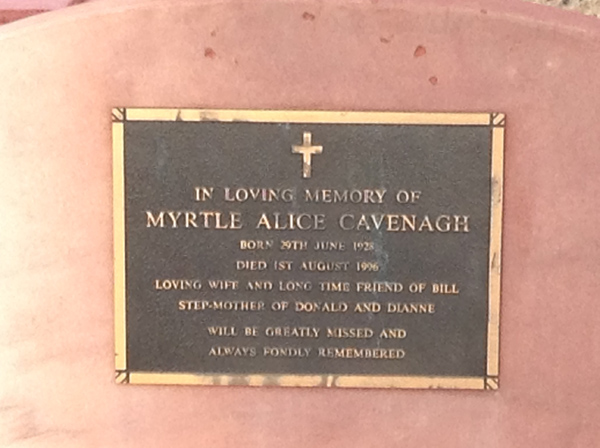 IN LOVING MEMORY OF
MYRTLE ALICE CAVENAGH
BORN 29TH JUNE 1928
DIED 1ST AUGUST 1996
LOVING WIFE AND LONG TIME FRIEND OF BILL
STEP-MOTHER OF DONALD AND DIANNE
WILL BE GREATLY MISSED AND
ALWAYS FONDLY REMEMBERED